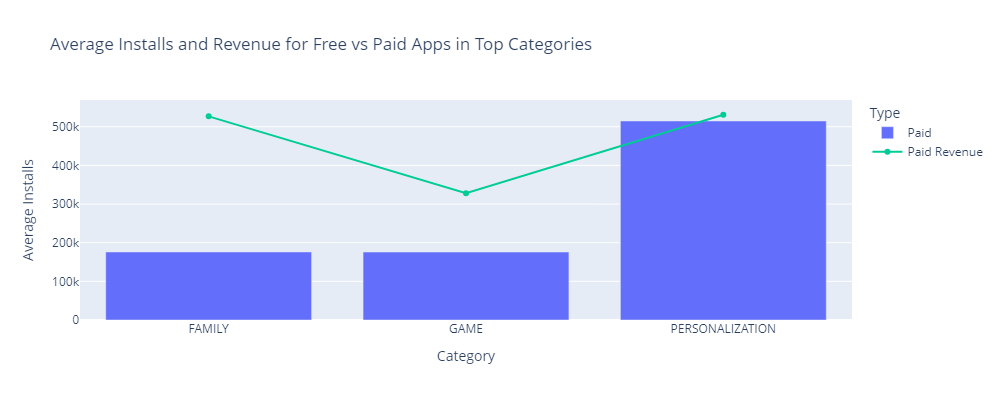 Average Installs and Revenue for Free vs Paid Apps in Top Categories
Type
Paid
Paid Revenue
Average Installs
500k
400k
300k
200k
100k
0
FAMILY
GAME
PERSONALIZATION
Category